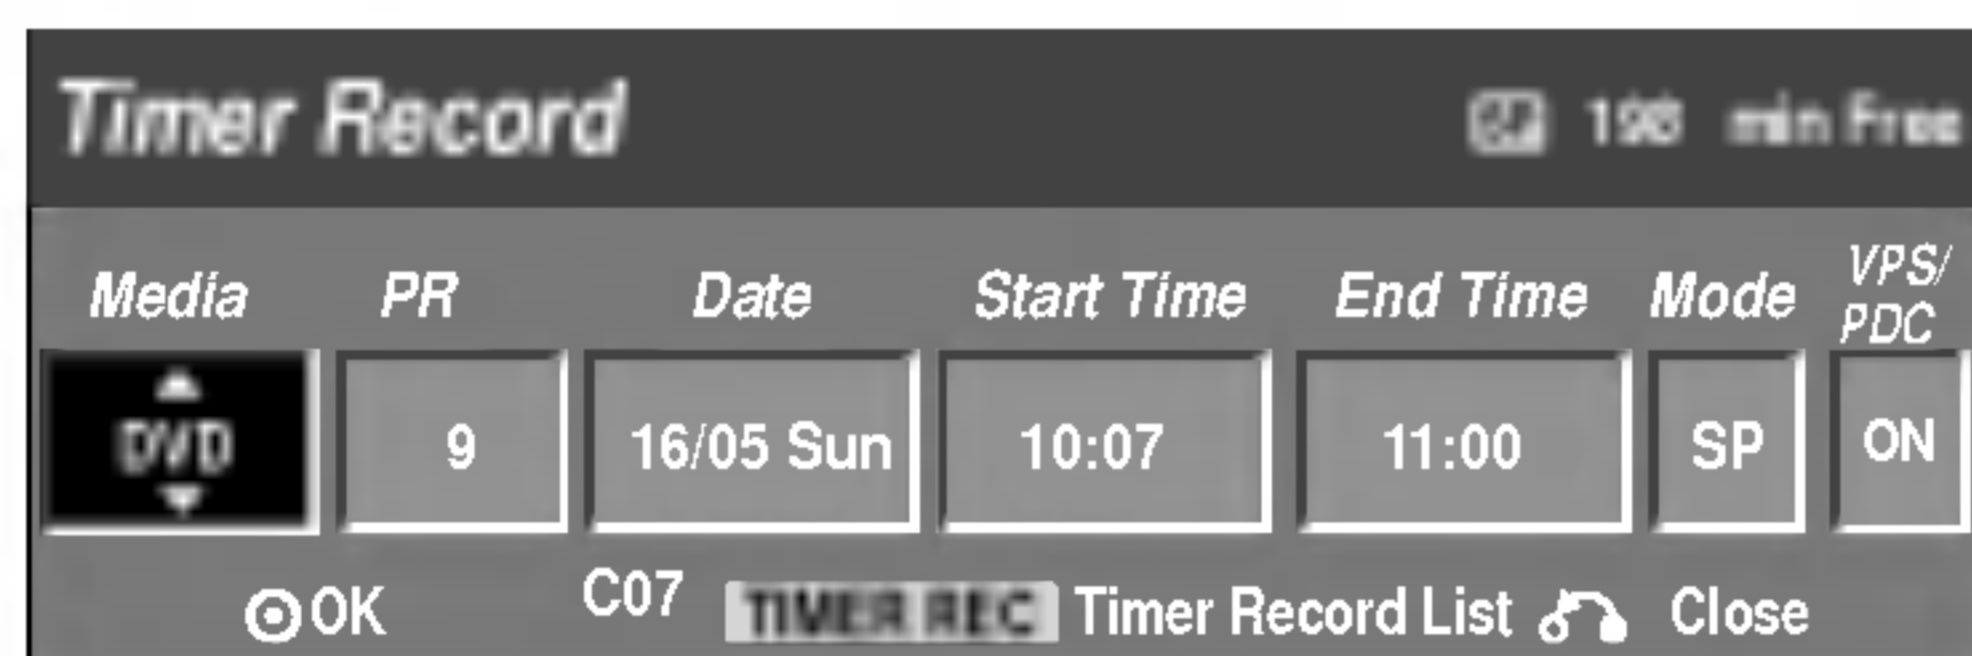 Timer Record 198 min Free
Media PR Date Start Time End Time Mode VPS/PDC
DVD 9 16/05 Sun 10:07 11:00 SP ON
OK C07 TIMER REC Timer Record List Close